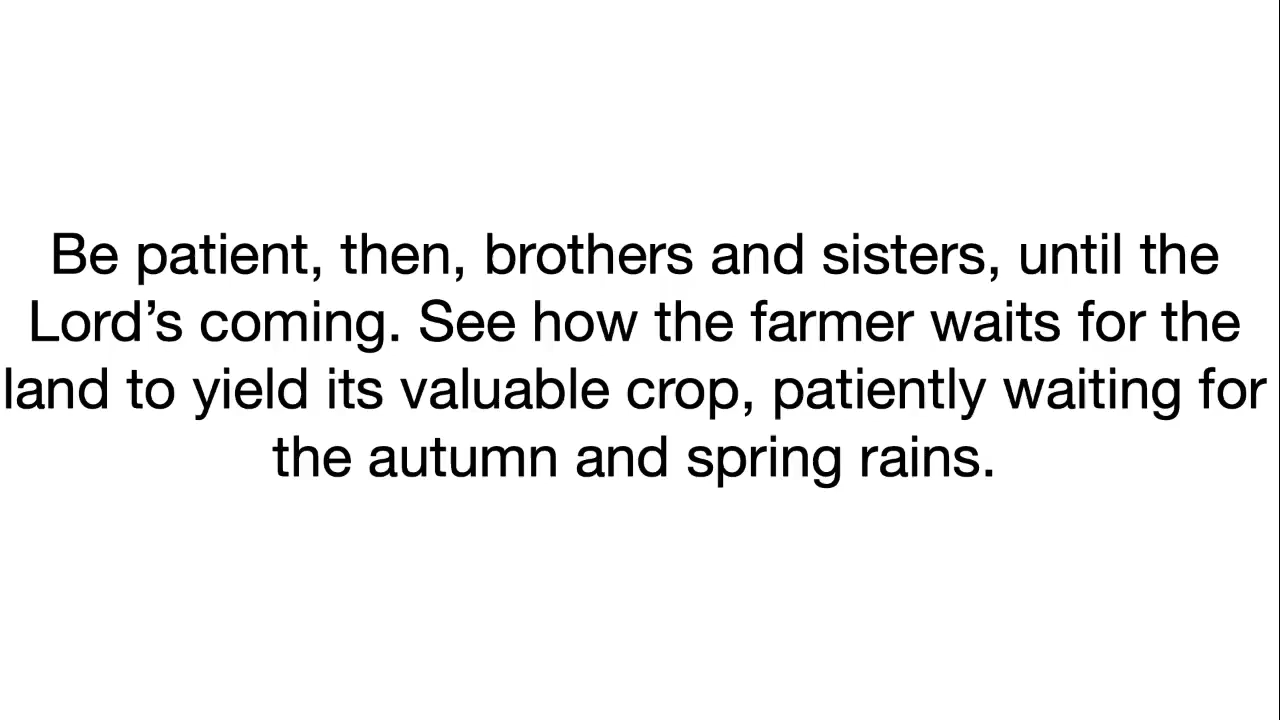 Be patient, then, brothers and sisters, until the
Lord’s coming. See how the farmer waits for the
land to yield its valuable crop, patiently waiting for
the autumn and spring rains.